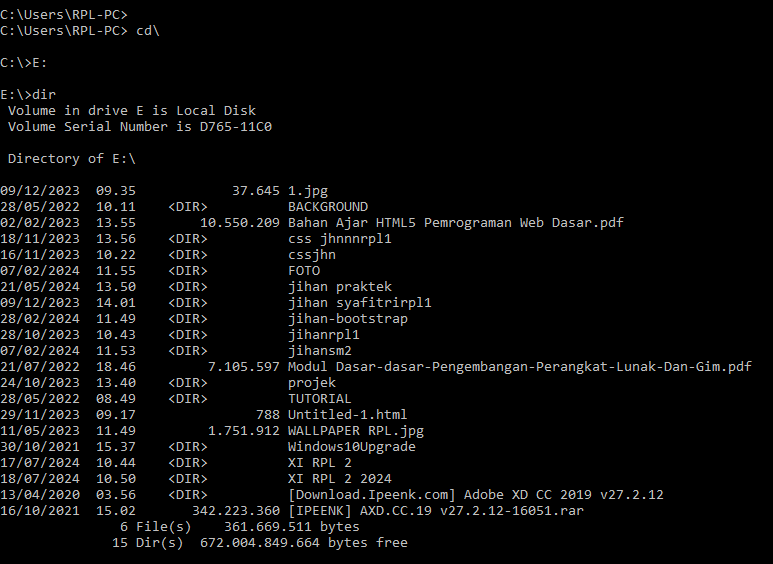 C:\Users\RPL-PC>
C:\Users\RPL-PC> cd\
C:\>E:
E:\>dir
 Volume in drive E is Local Disk
 Volume Serial Number is D765-11C0
 Directory of E:\
09/12/2023  09.35            37.645 1.jpg
28/05/2022  10.11    <DIR>          BACKGROUND
02/02/2023  13.55        10.550.209 Bahan Ajar HTML5 Pemrograman Web Dasar.pdf
18/11/2023  13.56    <DIR>          css jhnnnrpl1
16/11/2023  10.22    <DIR>          cssjhn
07/02/2024  11.55    <DIR>          FOTO
21/05/2024  13.50    <DIR>          jihan praktek
09/12/2023  14.01    <DIR>          jihan syafitrirpl1
28/02/2024  11.49    <DIR>          jihan-bootstrap
28/10/2023  10.43    <DIR>          jihanrpl1
07/02/2024  11.53    <DIR>          jihansm2
21/07/2022  18.46         7.105.597 Modul Dasar-dasar-Pengembangan-Perangkat-Lunak-Dan-Gim.pdf
24/10/2023  13.40    <DIR>          projek
28/05/2022  08.49    <DIR>          TUTORIAL
29/11/2023  09.17               788 Untitled-1.html
11/05/2023  11.49         1.751.912 WALLPAPER RPL.jpg
30/10/2021  15.37    <DIR>          Windows10Upgrade
17/07/2024  10.44    <DIR>          XI RPL 2
18/07/2024  10.50    <DIR>          XI RPL 2 2024
13/04/2020  03.56    <DIR>          [Download.Ipeenk.com] Adobe XD CC 2019 v27.2.12
16/10/2021  15.02       342.223.360 [IPEENK] AXD.CC.19 v27.2.12-16051.rar
               6 File(s)    361.669.511 bytes
              15 Dir(s)  672.004.849.664 bytes free